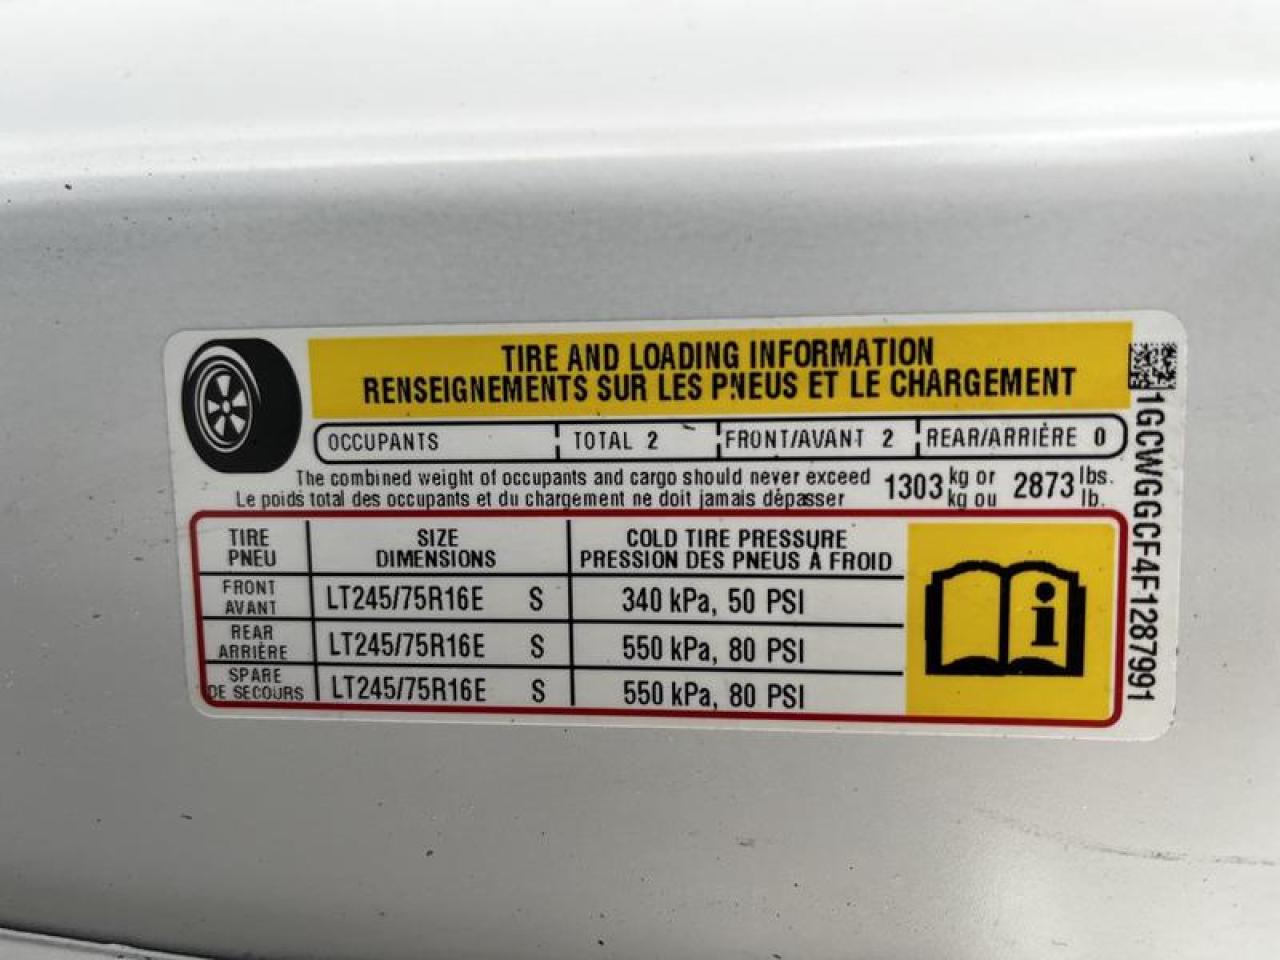 TIRE AND LOADING INFORMATION
RENSEIGNEMENTS SUR LES PNEUS ET LE CHARGEMENT
OCCUPANTS TOTAL 2 FRONT/AVANT 2 REAR/ARRIÈRE 0
The combined weight of occupants and cargo should never exceed 1303 kg or 2873 lbs.
Le poids total des occupants et du chargement ne doit jamais dépasser kg ou lb.
TIRE SIZE COLD TIRE PRESSURE
PNEU DIMENSIONS PRESSION DES PNEUS À FROID
FRONT
AVANT LT245/75R16E S 340 kPa, 50 PSI
REAR
ARRIÈRE LT245/75R16E S 550 kPa, 80 PSI
SPARE
DE SECOURS LT245/75R16E S 550 kPa, 80 PSI
i
1GCWGGCF4F1287991